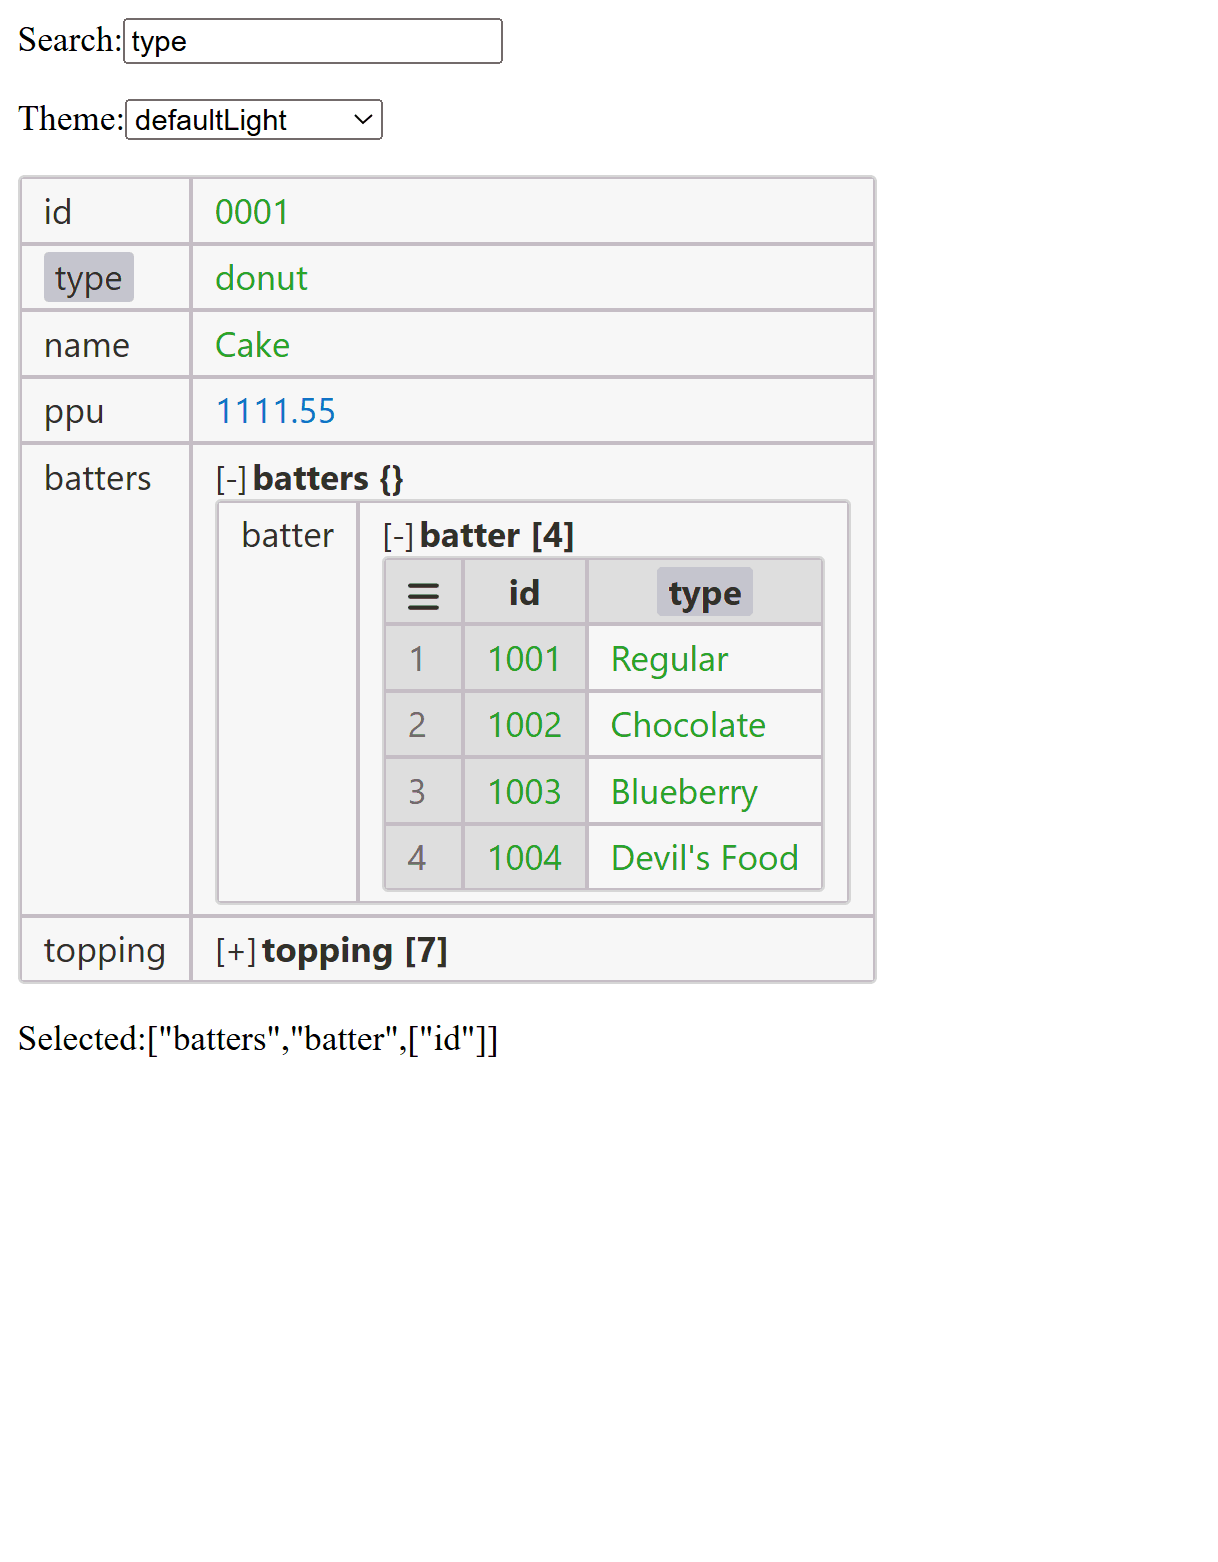 Search: type
Theme: defaultLight
id 0001
type donut
name Cake
ppu 1111.55
batters [-] batters {}
batter [-] batter [4]
id type
1 1001 Regular
2 1002 Chocolate
3 1003 Blueberry
4 1004 Devil's Food
topping [+] topping [7]
Selected:["batters","batter",["id"]]